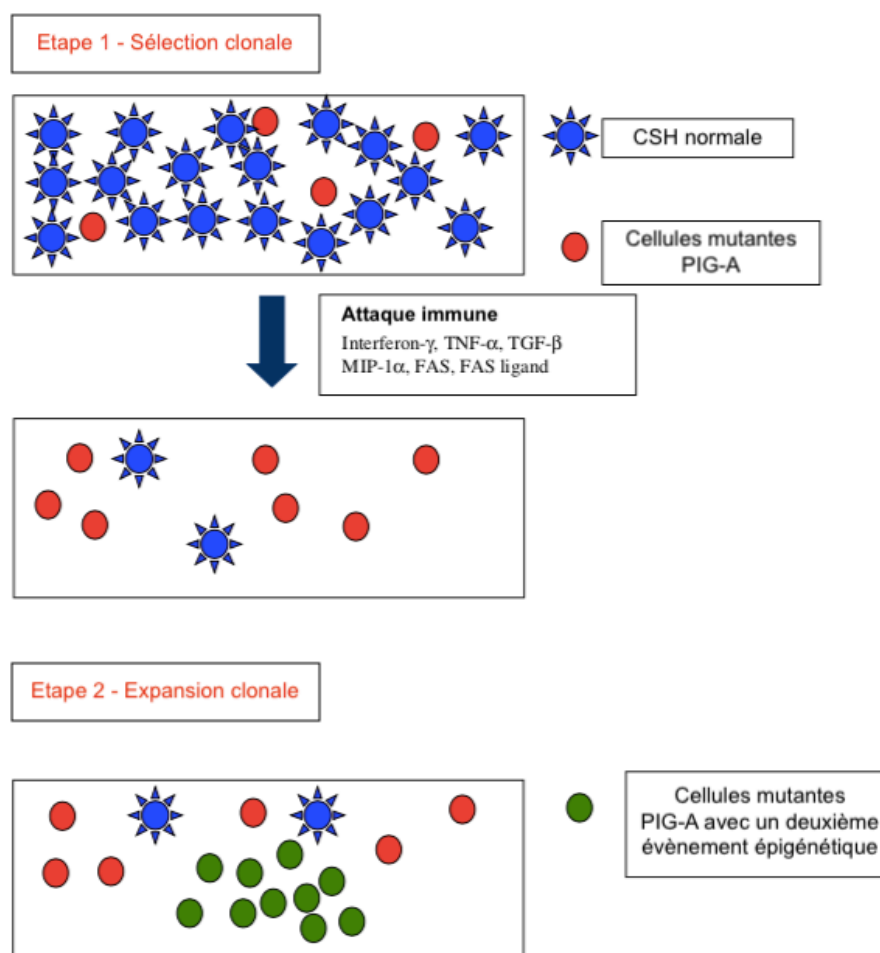 Etape 1 - Sélection clonale
CSH normale
Cellules mutantes
PIG-A
Attaque immune
Interferon-γ, TNF-α, TGF-β
MIP-1α, FAS, FAS ligand
Etape 2 - Expansion clonale
Cellules mutantes
PIG-A avec un deuxième
évènement épigénétique